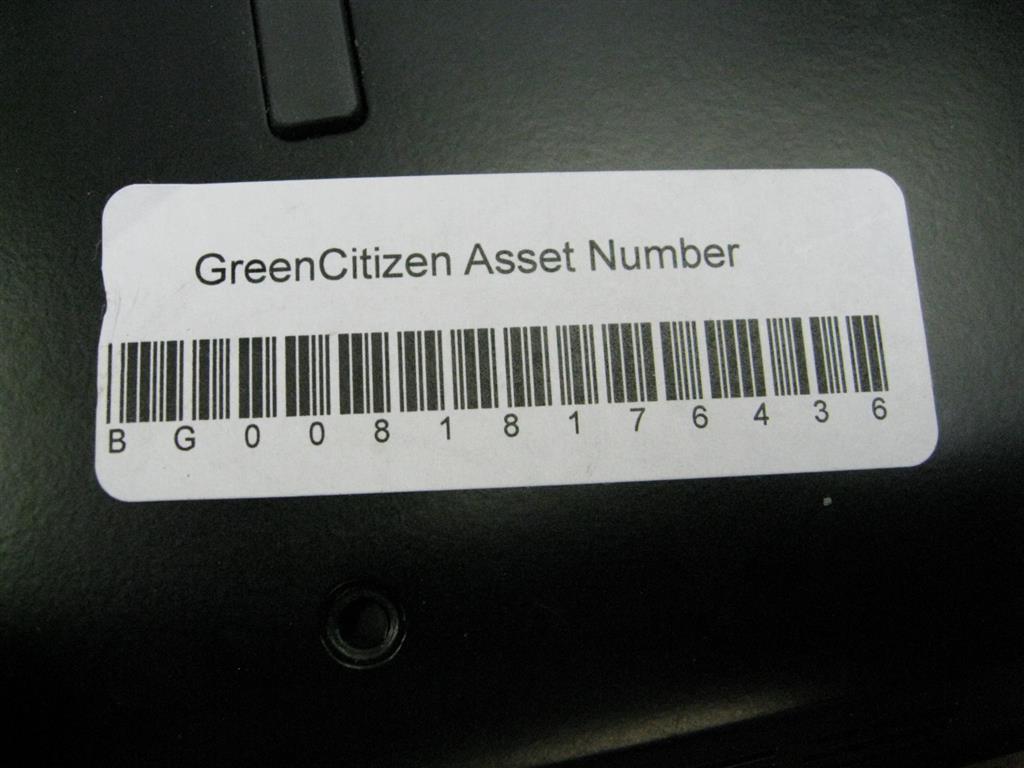 GreenCitizen Asset Number
B G 0 0 8 1 8 1 7 6 4 3 6